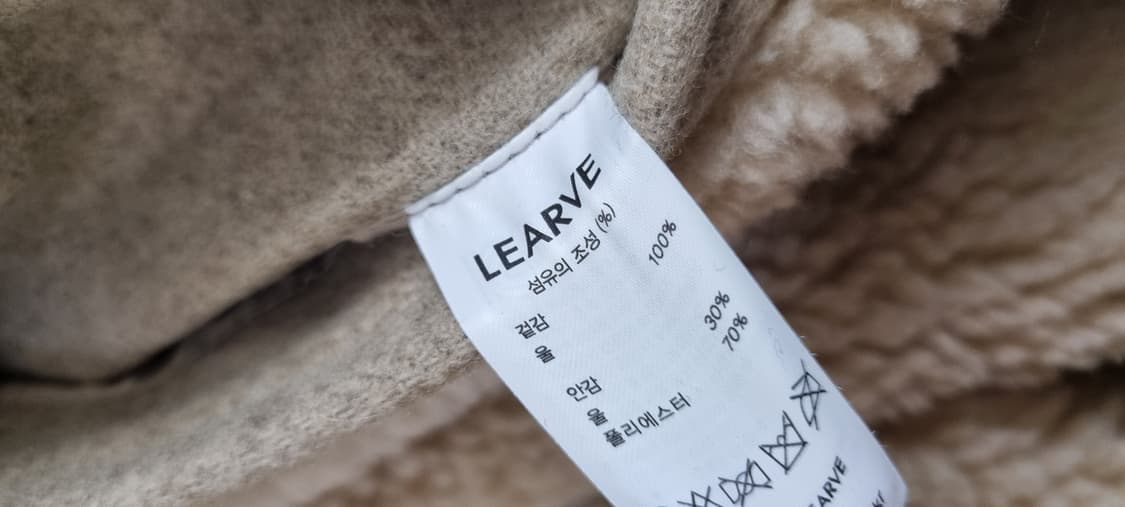 LEARVE
섬유의 조성 (%)
겉감
울 100%
안감
울 30%
폴리에스터 70%